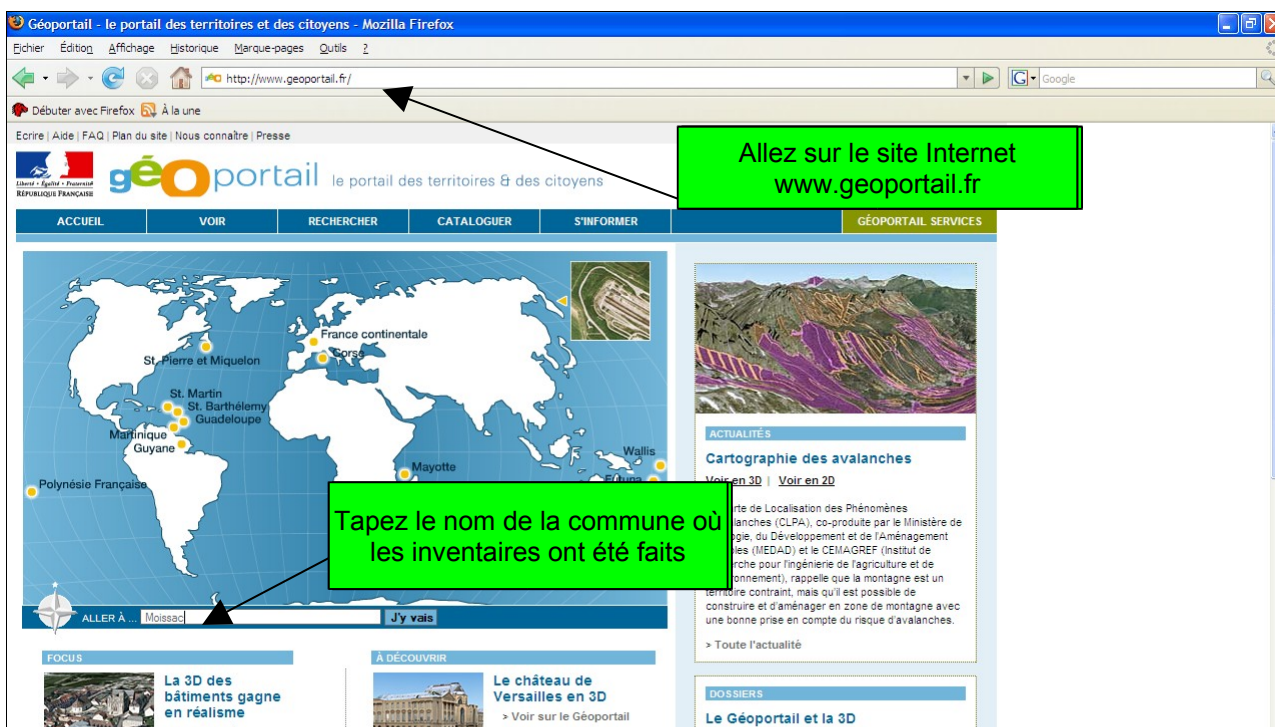 Géoportail - le portail des territoires et des citoyens - Mozilla Firefox
Fichier Édition Affichage Historique Marque-pages Outils ?
http://www.geoportail.fr/
G Google
Débuter avec Firefox À la une
Ecrire | Aide | FAQ | Plan du site | Nous connaître | Presse
Allez sur le site Internet
www.geoportail.fr
Liberté • Égalité • Fraternité
RÉPUBLIQUE FRANÇAISE
géoportail le portail des territoires & des citoyens
ACCUEIL VOIR RECHERCHER CATALOGUER S'INFORMER GÉOPORTAIL SERVICES
France continentale
Corse
St. Pierre et Miquelon
St. Martin
St. Barthélemy
Guadeloupe
Martinique
Guyane
Mayotte
Wallis
Futuna
Polynésie Française
Tapez le nom de la commune où
les inventaires ont été faits
ALLER À ... Moissac J'y vais
ACTUALITÉS
Cartographie des avalanches
Voir en 3D | Voir en 2D
rte de Localisation des Phénomènes
lanches (CLPA), co-produite par le Ministère de
ogie, du Développement et de l'Aménagement
les (MEDAD) et le CEMAGREF (Institut de
erche pour l'ingénierie de l'agriculture et de
ronnement), rappelle que la montagne est un
territoire contraint, mais qu'il est possible de
construire et d'aménager en zone de montagne avec
une bonne prise en compte du risque d'avalanches.
> Toute l'actualité
FOCUS
La 3D des
bâtiments gagne
en réalisme
À DÉCOUVRIR
Le château de
Versailles en 3D
> Voir sur le Géoportail
DOSSIERS
Le Géoportail et la 3D